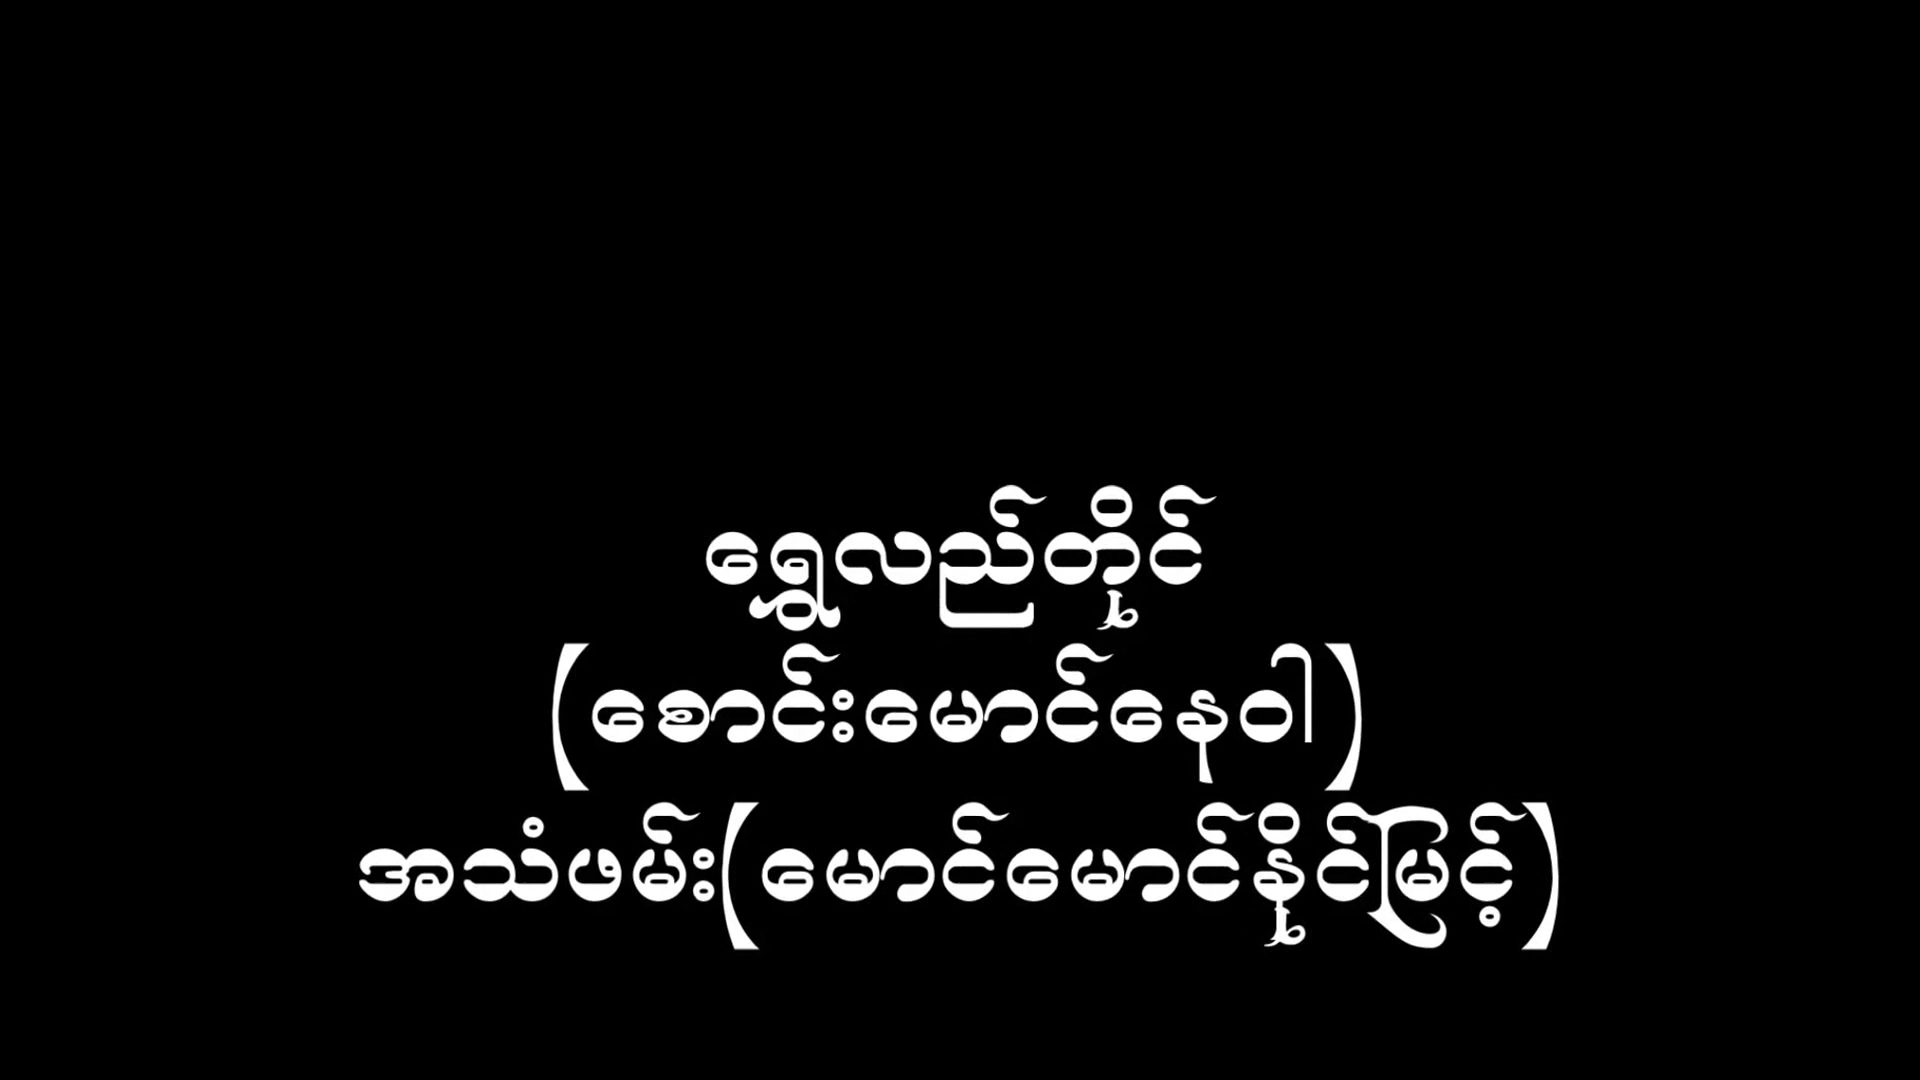 ရွှေလည်တိုင်
(စောင်းမောင်နေဝါ)
အသံဖမ်း(မောင်မောင်နိုင်မြင့်)